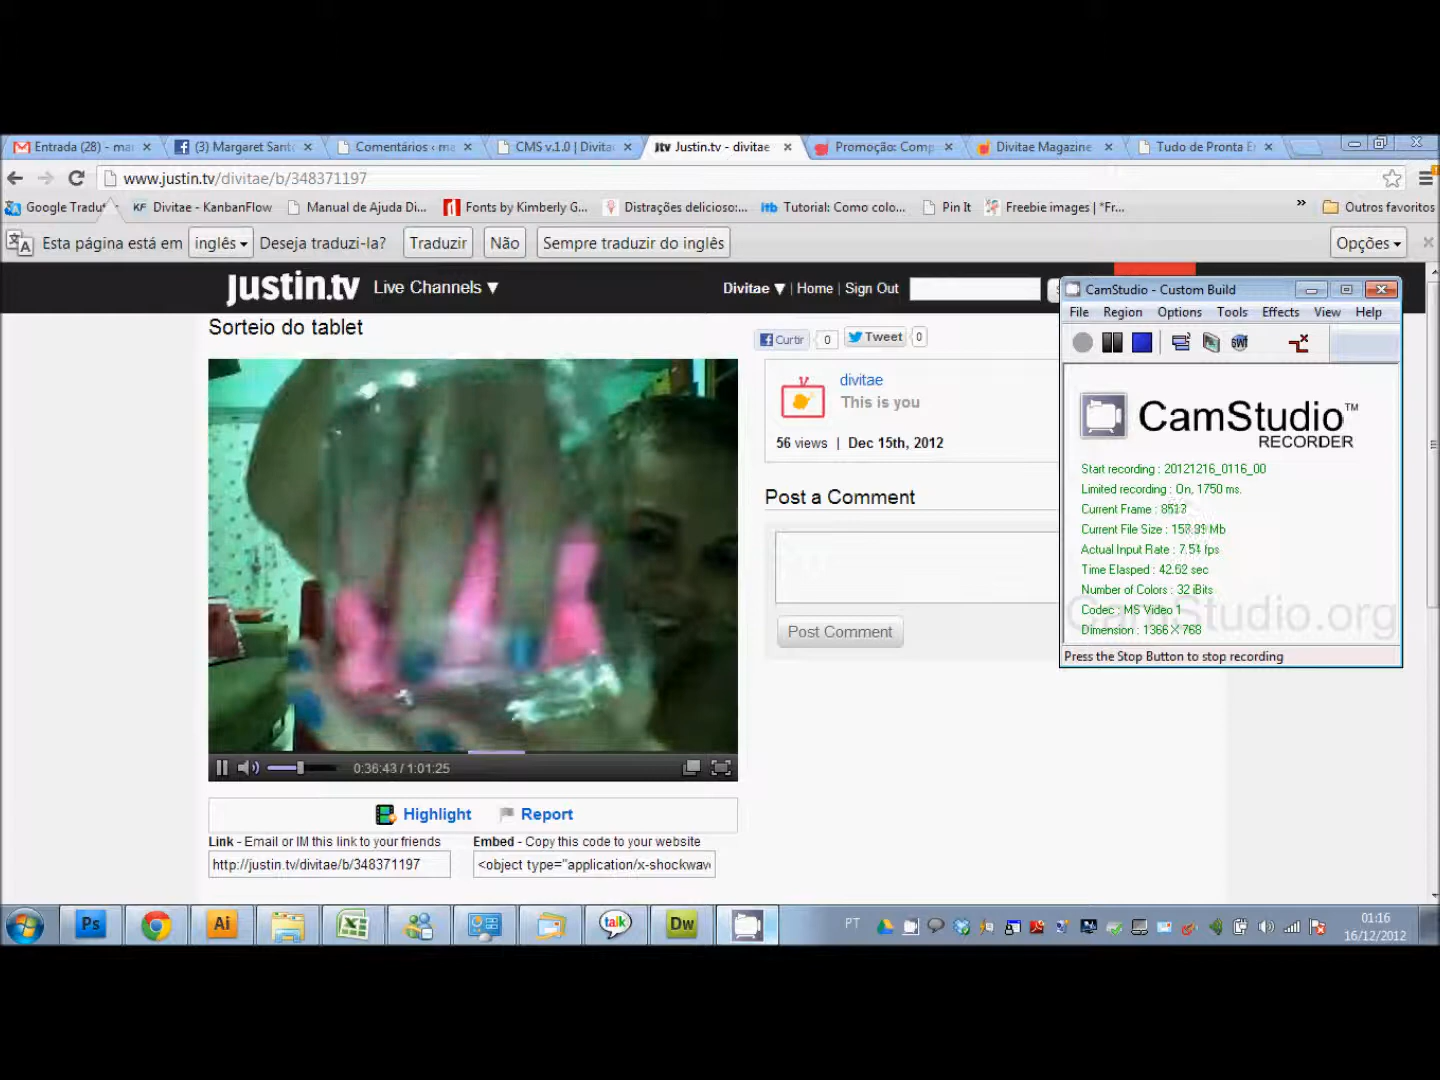 Entrada (28) - ma
(3) Margaret Sant
Comentários ‹ m
CMS v.1.0 | Divita
Justin.tv - divitae
Promoção: Comp
Divitae Magazine
Tudo de Pronta E
www.justin.tv/divitae/b/348371197
Google Tradu
Divitae - KanbanFlow
Manual de Ajuda Di...
Fonts by Kimberly G...
Distrações delicioso:...
Tutorial: Como colo...
Pin It
Freebie images | *Fr...
»
Outros favoritos
Esta página está em
inglês
Deseja traduzi-la?
Traduzir
Não
Sempre traduzir do inglês
Opções
Justin.tv
Live Channels
Divitae
| Home | Sign Out
Sorteio do tablet
Curtir
0
Tweet
0
divitae
This is you
56 views | Dec 15th, 2012
Post a Comment
Post Comment
0:36:43 / 1:01:25
Highlight
Report
Link - Email or IM this link to your friends
http://justin.tv/divitae/b/348371197
Embed - Copy this code to your website
<object type="application/x-shockwav
CamStudio - Custom Build
File Region Options Tools Effects View Help
CamStudio™
RECORDER
Start recording : 20121216_0116_00
Limited recording : On, 1750 ms.
Current Frame : 8513
Current File Size :
Actual Input Rate : 7.54 fps
Time Elasped : 42.62 sec
Number of Colors : 32 Bits
Codec : MS Video 1
Dimension : 1366 X 768
CamStudio.org
Press the Stop Button to stop recording
Ps
Ai
talk
Dw
PT
01:16
16/12/2012